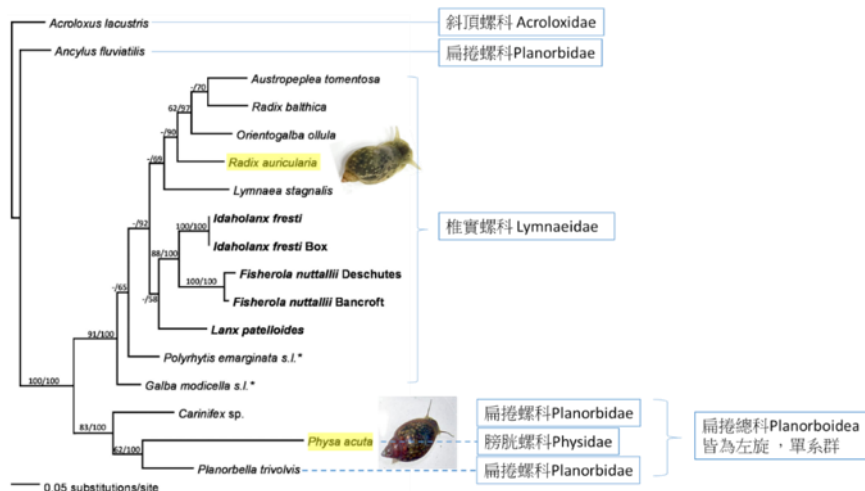 Acroloxus lacustris
斜頂螺科 Acroloxidae
Ancylus fluviatilis
扁捲螺科Planorbidae
-/70
Austropeplea tomentosa
62/97
Radix balthica
-/90
Orientogalba ollula
-/69
Radix auricularia
Lymnaea stagnalis
-/92
100/100
Idaholanx fresti
椎實螺科 Lymnaeidae
88/100
Idaholanx fresti Box
100/100
Fisherola nuttallii Deschutes
-/65
-/58
Fisherola nuttallii Bancroft
Lanx patelloides
91/100
Polyrhytis emarginata s.l.*
100/100
Galba modicella s.l.*
Carinifex sp.
扁捲螺科Planorbidae
83/100
Physa acuta
膀胱螺科Physidae
扁捲總科Planorboidea
皆為左旋，單系群
62/100
Planorbella trivolvis
扁捲螺科Planorbidae
0.05 substitutions/site